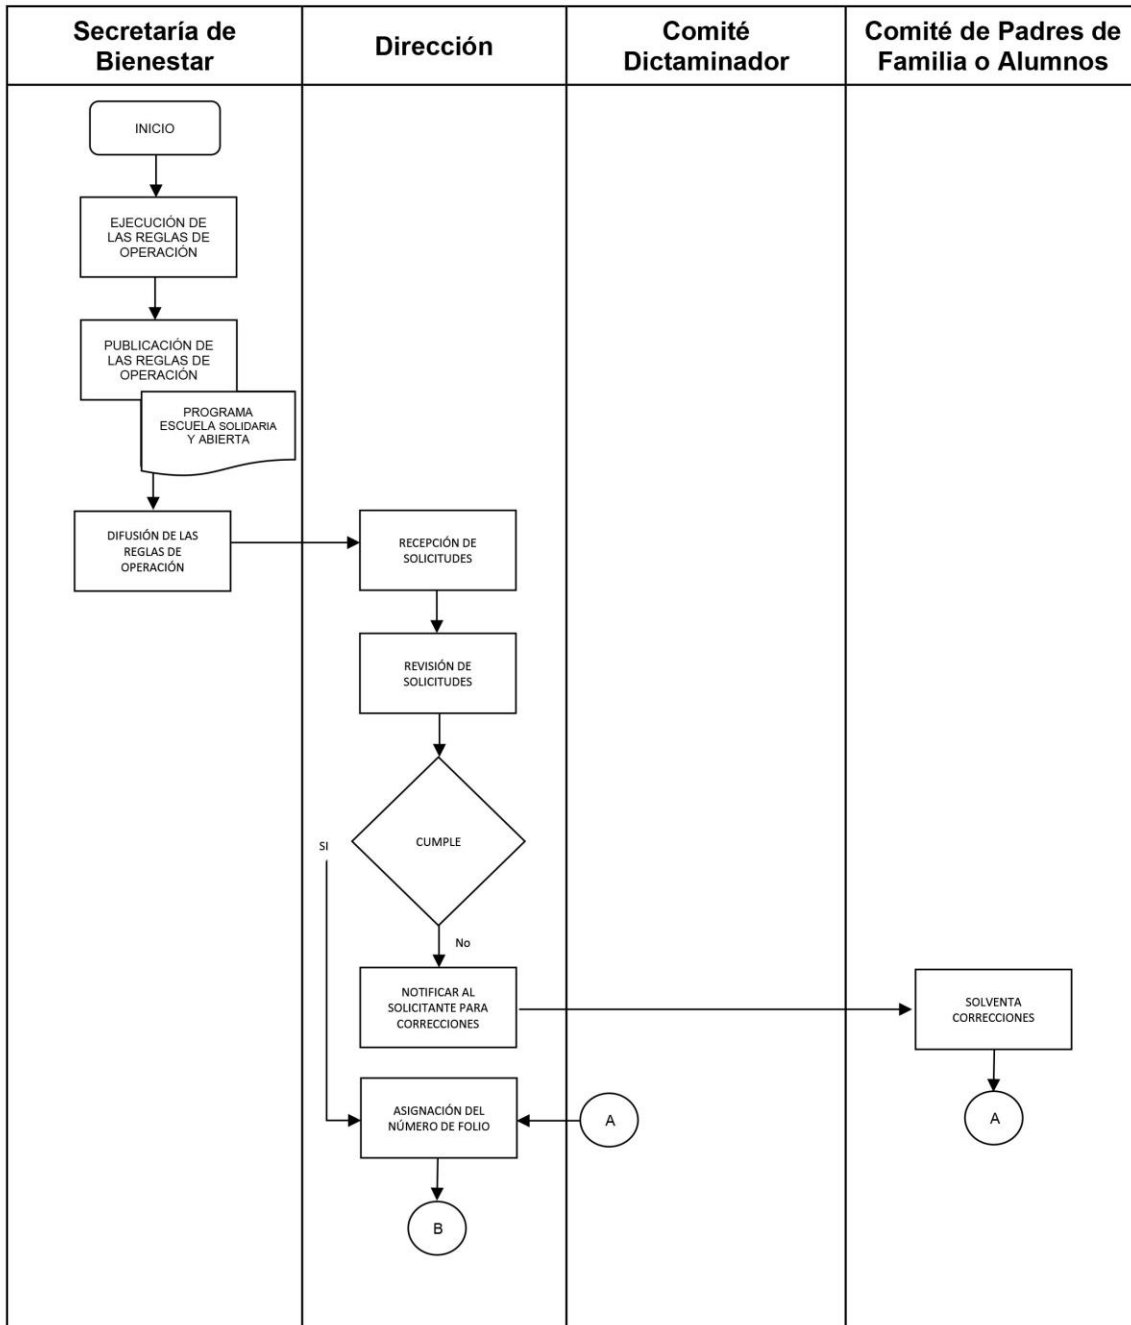 Secretaría de
Bienestar
Dirección
Comité
Dictaminador
Comité de Padres de
Familia o Alumnos
INICIO
EJECUCIÓN DE
LAS REGLAS DE
OPERACIÓN
PUBLICACIÓN DE
LAS REGLAS DE
OPERACIÓN
PROGRAMA
ESCUELA SOLIDARIA
Y ABIERTA
DIFUSIÓN DE LAS
REGLAS DE
OPERACIÓN
RECEPCIÓN DE
SOLICITUDES
REVISIÓN DE
SOLICITUDES
CUMPLE
SI
No
NOTIFICAR AL
SOLICITANTE PARA
CORRECCIONES
SOLVENTA
CORRECCIONES
ASIGNACIÓN DEL
NÚMERO DE FOLIO
A
A
B